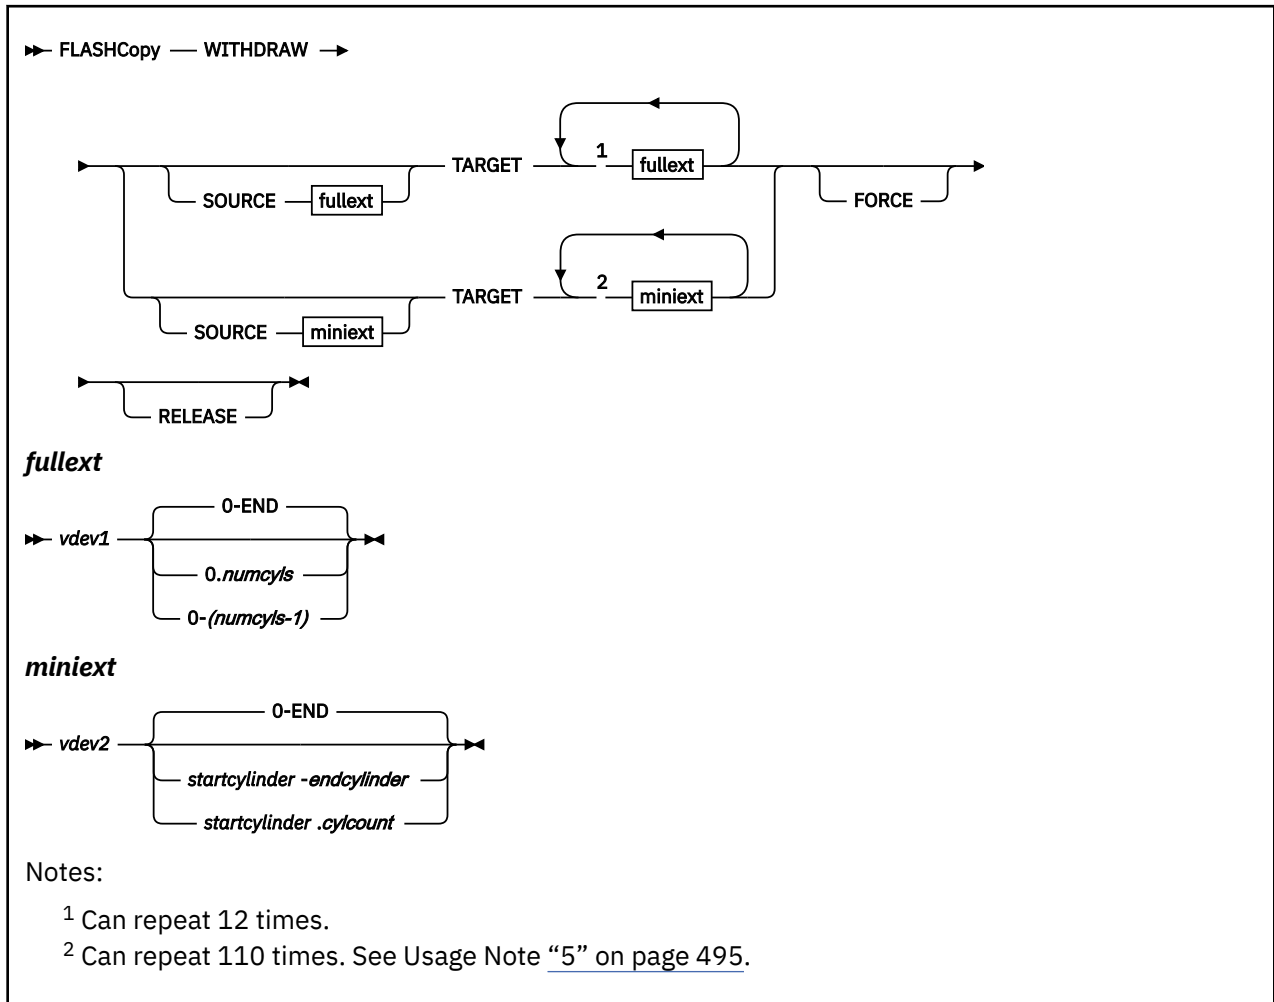 FLASHCopy WITHDRAW
1
TARGET fullext
SOURCE fullext FORCE
2
TARGET miniext
SOURCE miniext
RELEASE
fullext
0-END
vdev1
0.numcyls
0-(numcyls-1)
miniext
0-END
vdev2
startcylinder -endcylinder
startcylinder .cylcount
Notes:
1 Can repeat 12 times.
2 Can repeat 110 times. See Usage Note “5” on page 495.